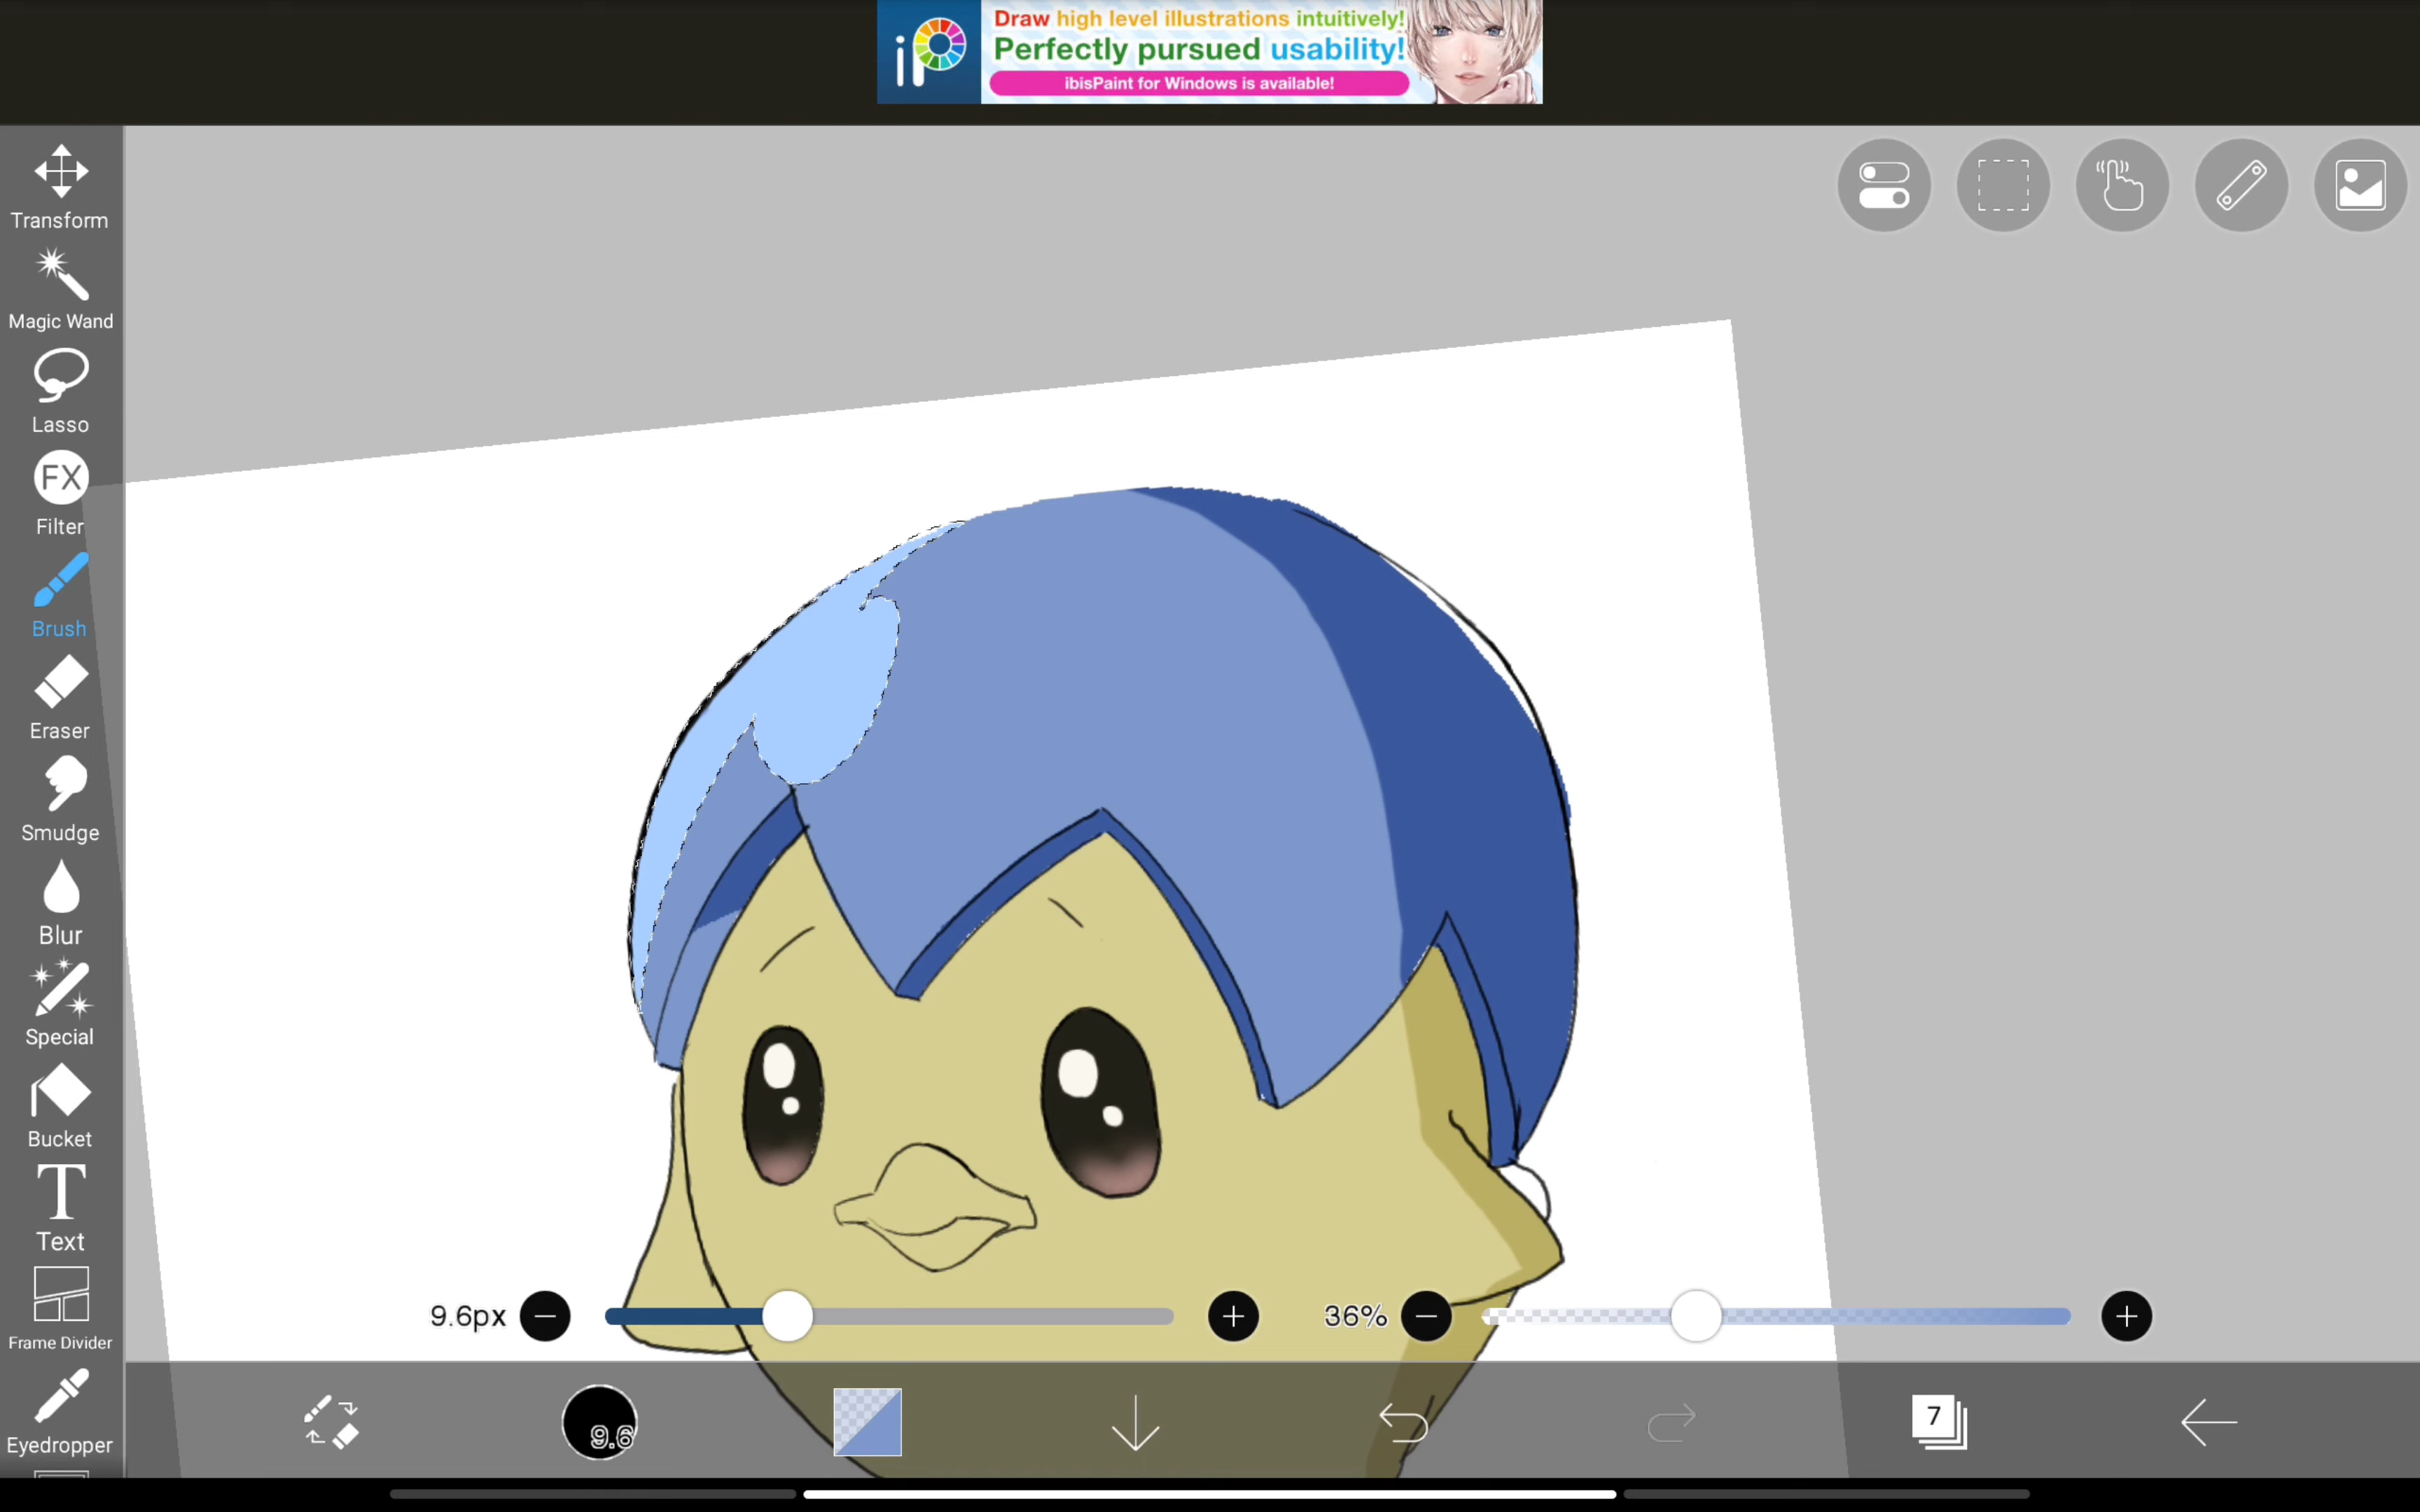 iP
Draw high level illustrations intuitively!
Perfectly pursued usability!
ibisPaint for Windows is available!
Transform
Magic Wand
Lasso
FX
Filter
Brush
Eraser
Smudge
Blur
Special
Bucket
T
Text
Frame Divider
Eyedropper
9.6px
36%
9.6
7